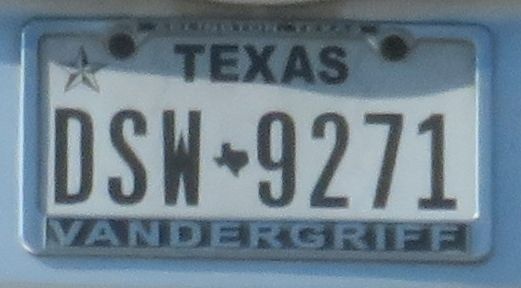 TEXAS
DSW 9271
VANDERGRIFF